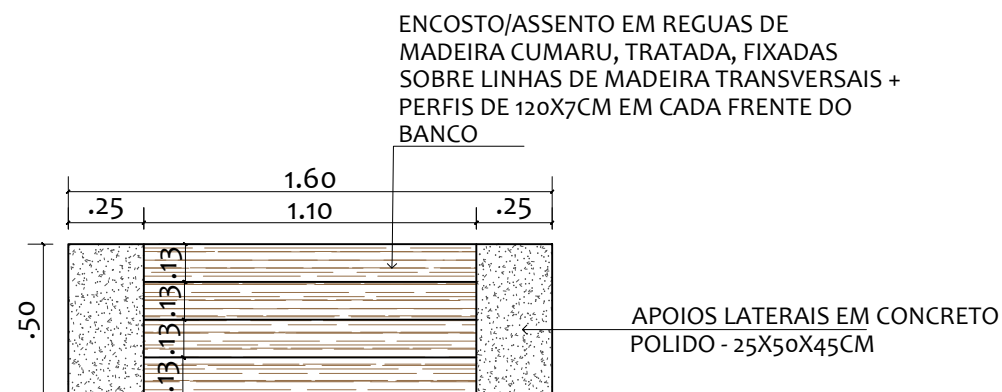 ENCOSTO/ASSENTO EM REGUAS DE
MADEIRA CUMARU, TRATADA, FIXADAS
SOBRE LINHAS DE MADEIRA TRANSVERSAIS +
PERFIS DE 120X7CM EM CADA FRENTE DO
BANCO
1.60
.25 1.10 .25
.50
.13
.13
.13
.13
APOIOS LATERAIS EM CONCRETO
POLIDO - 25X50X45CM